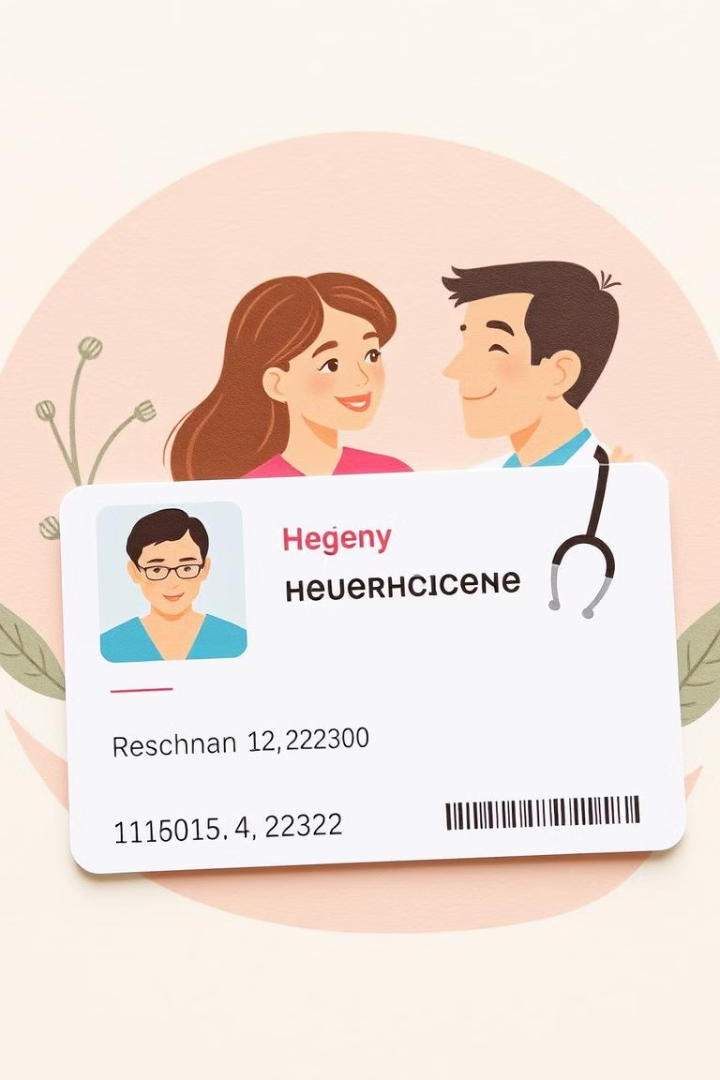 Hegeny
HEUERHCICENE
Reschnan 12,222300
1115015. 4, 22322